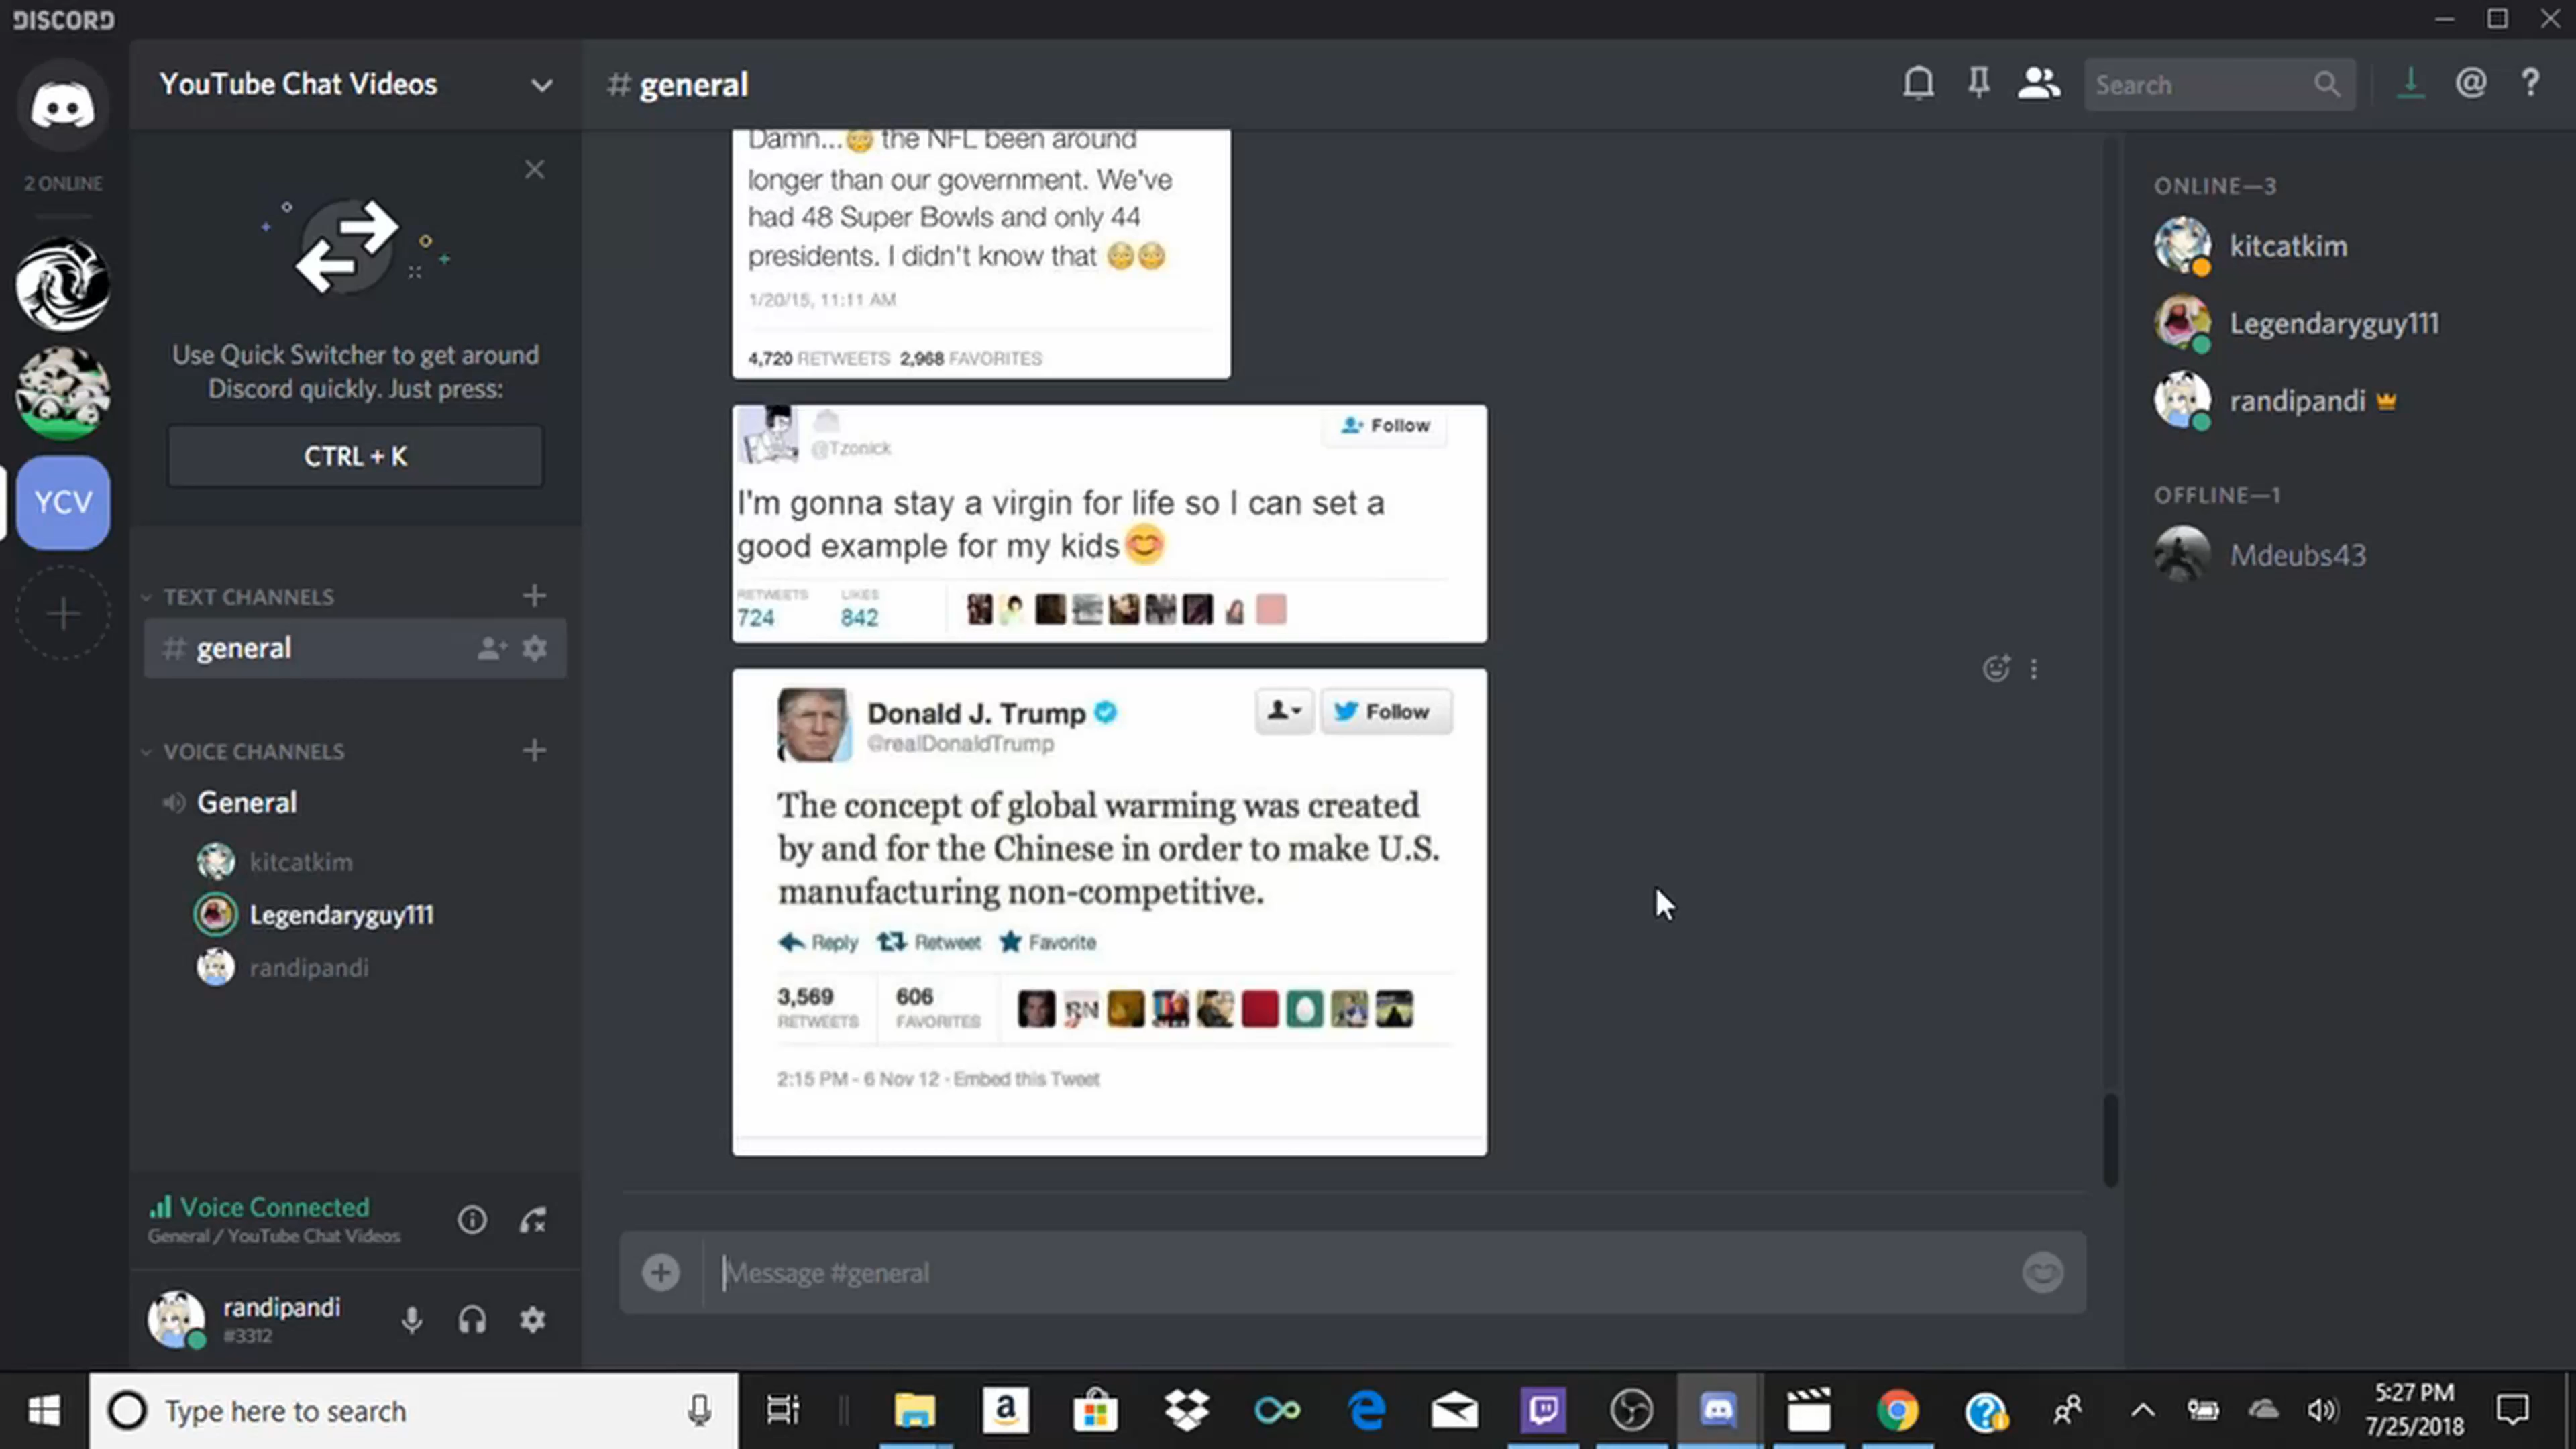 DISCORD
YouTube Chat Videos
# general
Search
2 ONLINE
Use Quick Switcher to get around
Discord quickly. Just press:
CTRL + K
YCV
TEXT CHANNELS
# general
VOICE CHANNELS
General
kitcatkim
Legendaryguy111
randipandi
Voice Connected
General / YouTube Chat Videos
randipandi
#3312
Damn... the NFL been around
longer than our government. We've
had 48 Super Bowls and only 44
presidents. I didn't know that
1/20/15, 11:11 AM
4,720 RETWEETS 2,968 FAVORITES
@Tzonick
Follow
I'm gonna stay a virgin for life so I can set a
good example for my kids
RETWEETS LIKES
724 842
Donald J. Trump
@realDonaldTrump
Follow
The concept of global warming was created
by and for the Chinese in order to make U.S.
manufacturing non-competitive.
Reply Retweet Favorite
3,569 606
RETWEETS FAVORITES
RN
2:15 PM - 6 Nov 12 · Embed this Tweet
Message #general
ONLINE—3
kitcatkim
Legendaryguy111
randipandi
OFFLINE—1
Mdeubs43
Type here to search
5:27 PM
7/25/2018